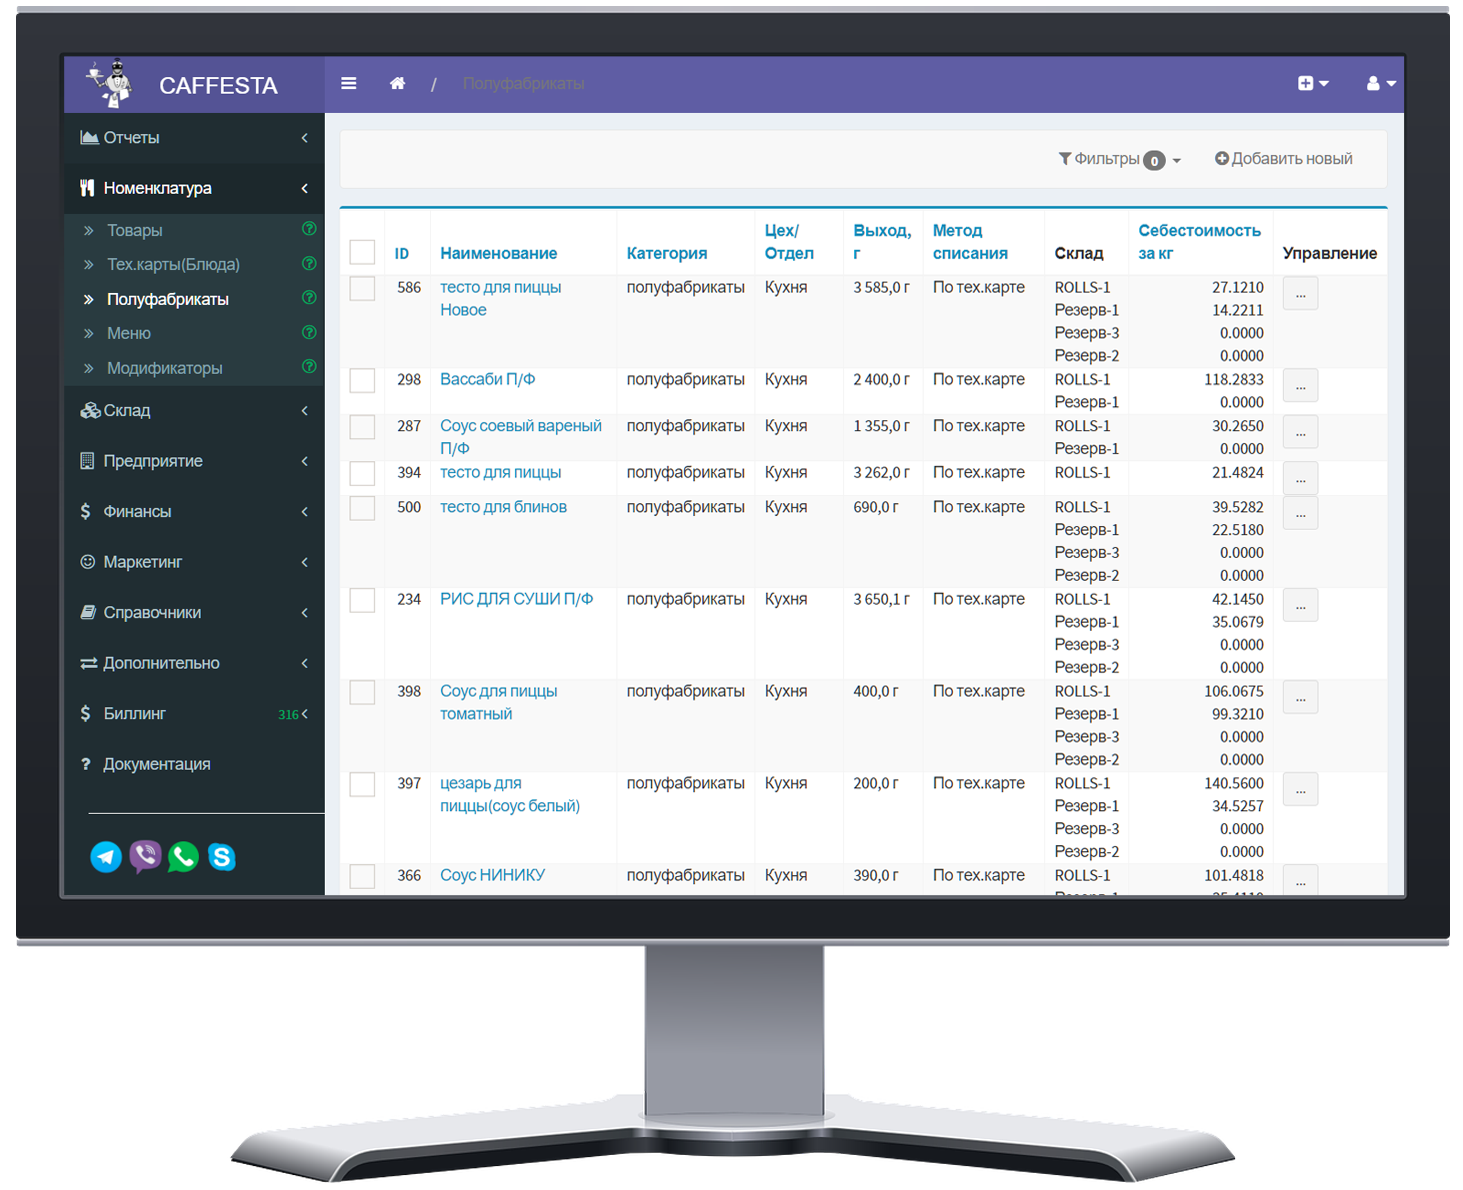 CAFFESTA
/ Полуфабрикаты
Отчеты
Номенклатура
Товары
Тех.карты(Блюда)
Полуфабрикаты
Меню
Модификаторы
Склад
Предприятие
Финансы
Маркетинг
Справочники
Дополнительно
Биллинг 316
Документация
Фильтры 0
Добавить новый
ID Наименование Категория Цех/ Отдел Выход, г Метод списания Склад Себестоимость за кг Управление
586 тесто для пиццы полуфабрикаты Кухня 3 585,0 г По тех.карте ROLLS-1 27.1210 ...
Новое Резерв-1 14.2211
Резерв-3 0.0000
Резерв-2 0.0000
298 Вассаби П/Ф полуфабрикаты Кухня 2 400,0 г По тех.карте ROLLS-1 118.2833 ...
Резерв-1 0.0000
287 Соус соевый вареный полуфабрикаты Кухня 1 355,0 г По тех.карте ROLLS-1 30.2650 ...
П/Ф Резерв-1 0.0000
394 тесто для пиццы полуфабрикаты Кухня 3 262,0 г По тех.карте ROLLS-1 21.4824 ...
500 тесто для блинов полуфабрикаты Кухня 690,0 г По тех.карте ROLLS-1 39.5282 ...
Резерв-1 22.5180
Резерв-3 0.0000
Резерв-2 0.0000
234 РИС ДЛЯ СУШИ П/Ф полуфабрикаты Кухня 3 650,1 г По тех.карте ROLLS-1 42.1450 ...
Резерв-1 35.0679
Резерв-3 0.0000
Резерв-2 0.0000
398 Соус для пиццы полуфабрикаты Кухня 400,0 г По тех.карте ROLLS-1 106.0675 ...
томатный Резерв-1 99.3210
Резерв-3 0.0000
Резерв-2 0.0000
397 цезарь для полуфабрикаты Кухня 200,0 г По тех.карте ROLLS-1 140.5600 ...
пиццы(соус белый) Резерв-1 34.5257
Резерв-3 0.0000
Резерв-2 0.0000
366 Соус НИНИКУ полуфабрикаты Кухня 390,0 г По тех.карте ROLLS-1 101.4818 ...